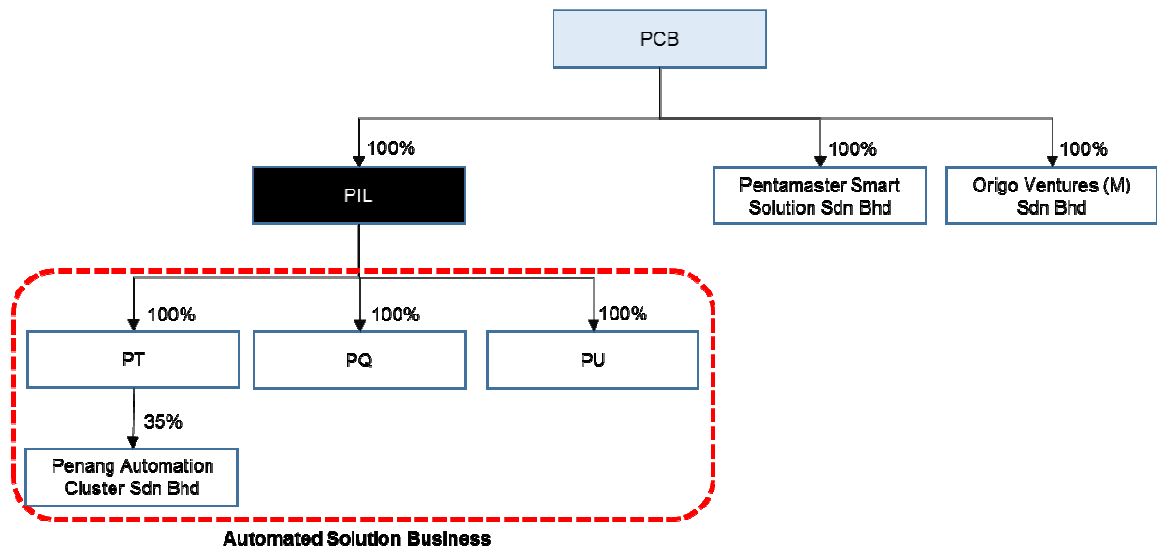 PCB
100%
100%
100%
PIL
Pentamaster Smart
Solution Sdn Bhd
Origo Ventures (M)
Sdn Bhd
100%
100%
100%
PT
PQ
PU
35%
Penang Automation
Cluster Sdn Bhd
Automated Solution Business